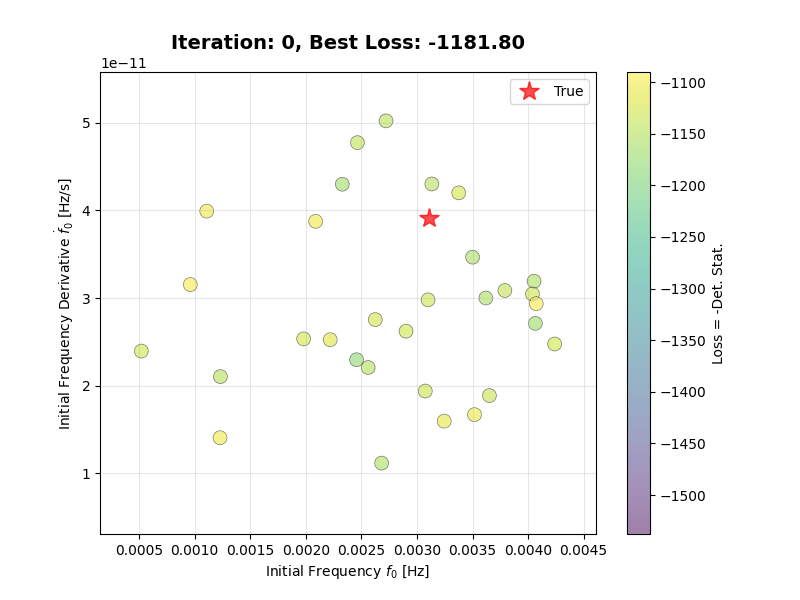 Iteration: 0, Best Loss: -1181.80
1e−11
True
5
4
3
2
1
Initial Frequency Derivative ḟ₀ [Hz/s]
0.0005 0.0010 0.0015 0.0020 0.0025 0.0030 0.0035 0.0040 0.0045
Initial Frequency f₀ [Hz]
−1100
−1150
−1200
−1250
−1300
−1350
−1400
−1450
−1500
Loss = -Det. Stat.